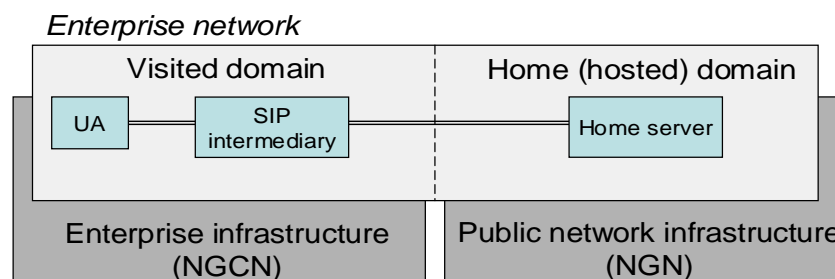 Enterprise network
Visited domain
Home (hosted) domain
UA
SIP
intermediary
Home server
Enterprise infrastructure
(NGCN)
Public network infrastructure
(NGN)